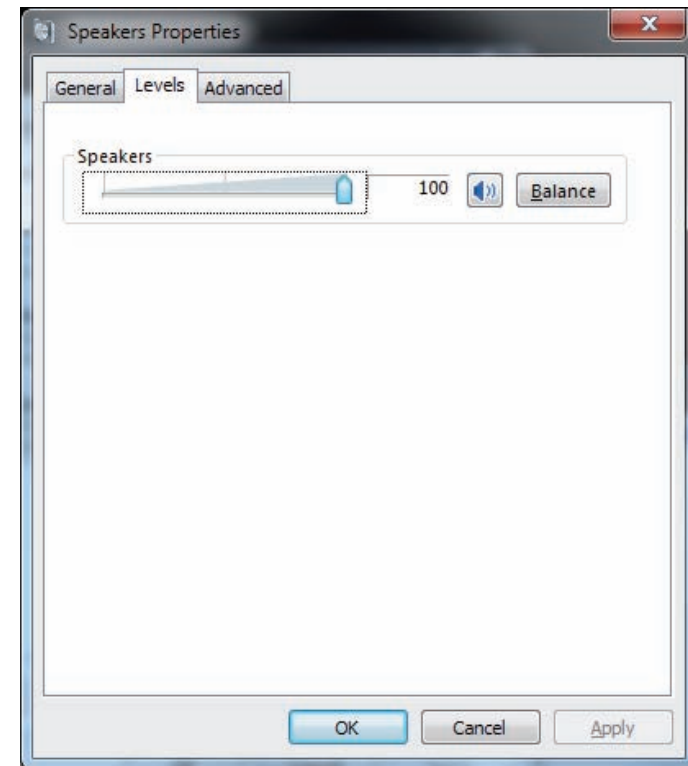 Speakers Properties
General Levels Advanced
Speakers
100 Balance
OK Cancel Apply